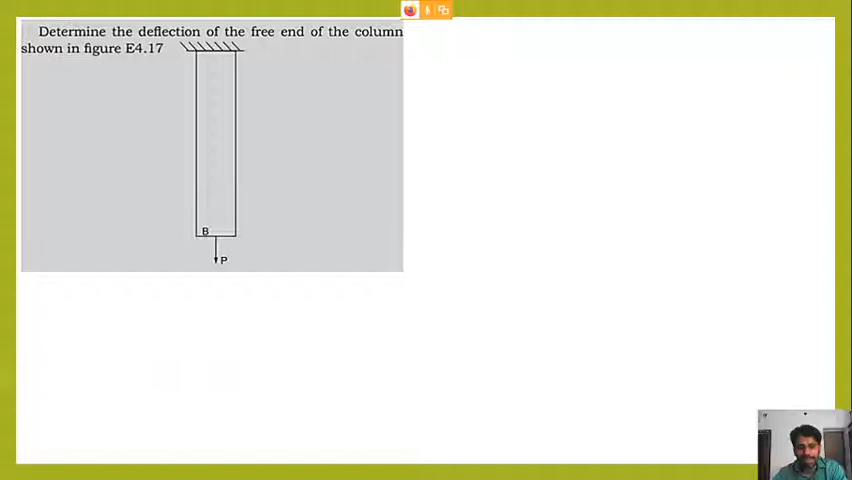 Determine the deflection of the free end of the column
shown in figure E4.17
B
P